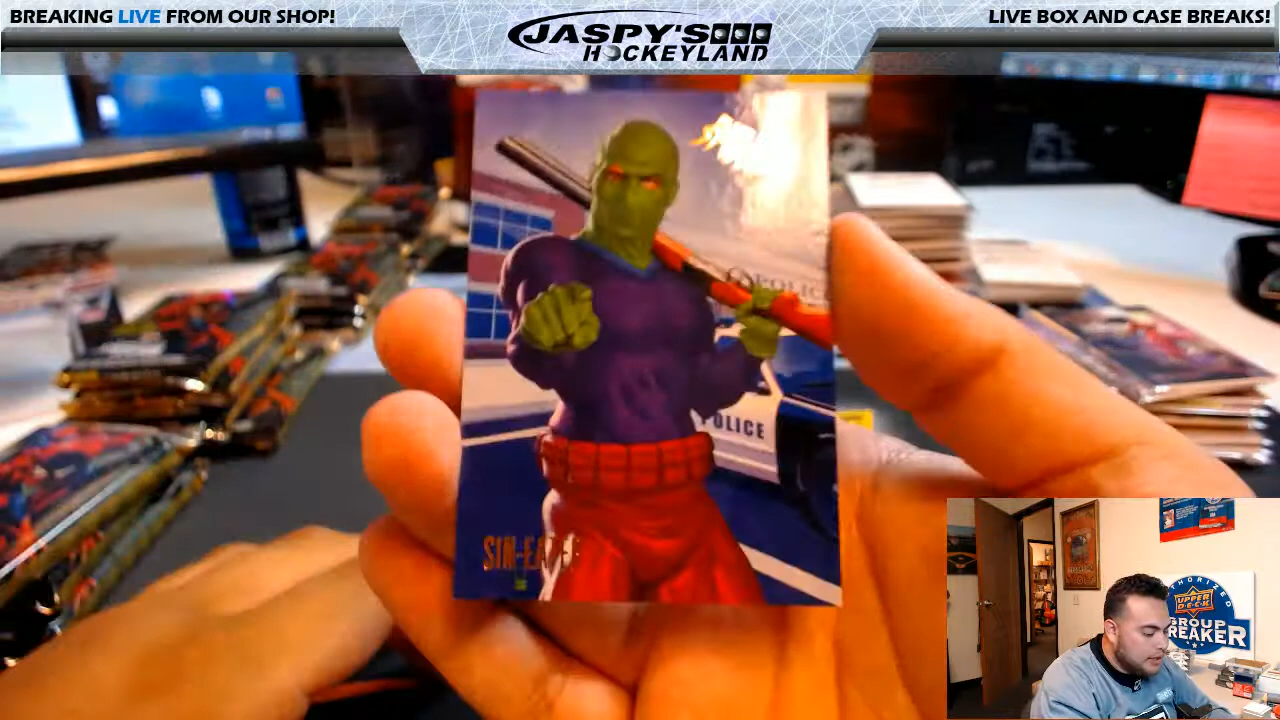 BREAKING LIVE FROM OUR SHOP!
JASPY'S
HOCKEYLAND
LIVE BOX AND CASE BREAKS!
POLICE
POLICE
SIN-EATER
AUTHORIZED
UPPER DECK
GROUP
BREAKER